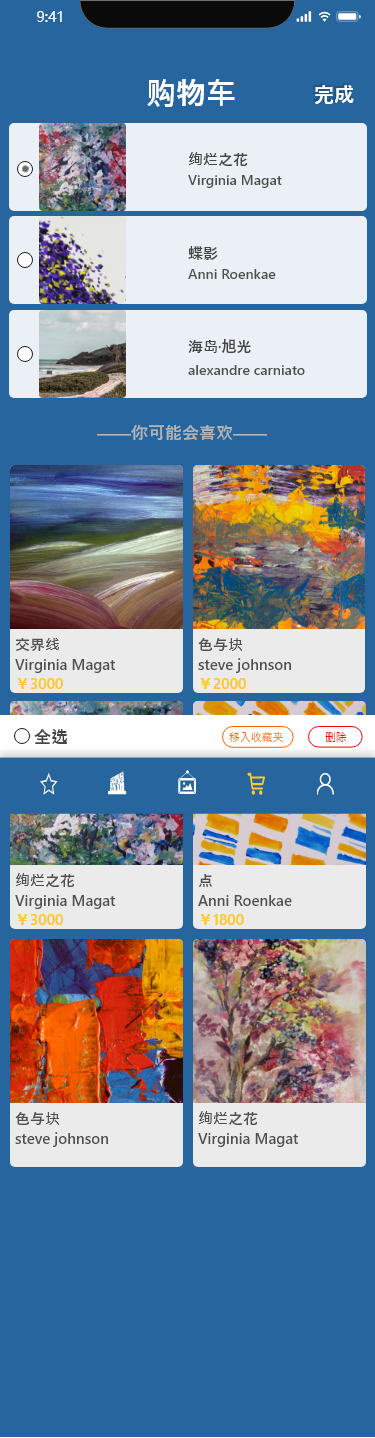 9:41
购物车
完成
绚烂之花
Virginia Magat
蝶影
Anni Roenkae
海岛·旭光
alexandre carniato
——你可能会喜欢——
交界线
Virginia Magat
¥3000
色与块
steve johnson
¥2000
全选
移入收藏夹
删除
绚烂之花
Virginia Magat
¥3000
点
Anni Roenkae
¥1800
色与块
steve johnson
绚烂之花
Virginia Magat